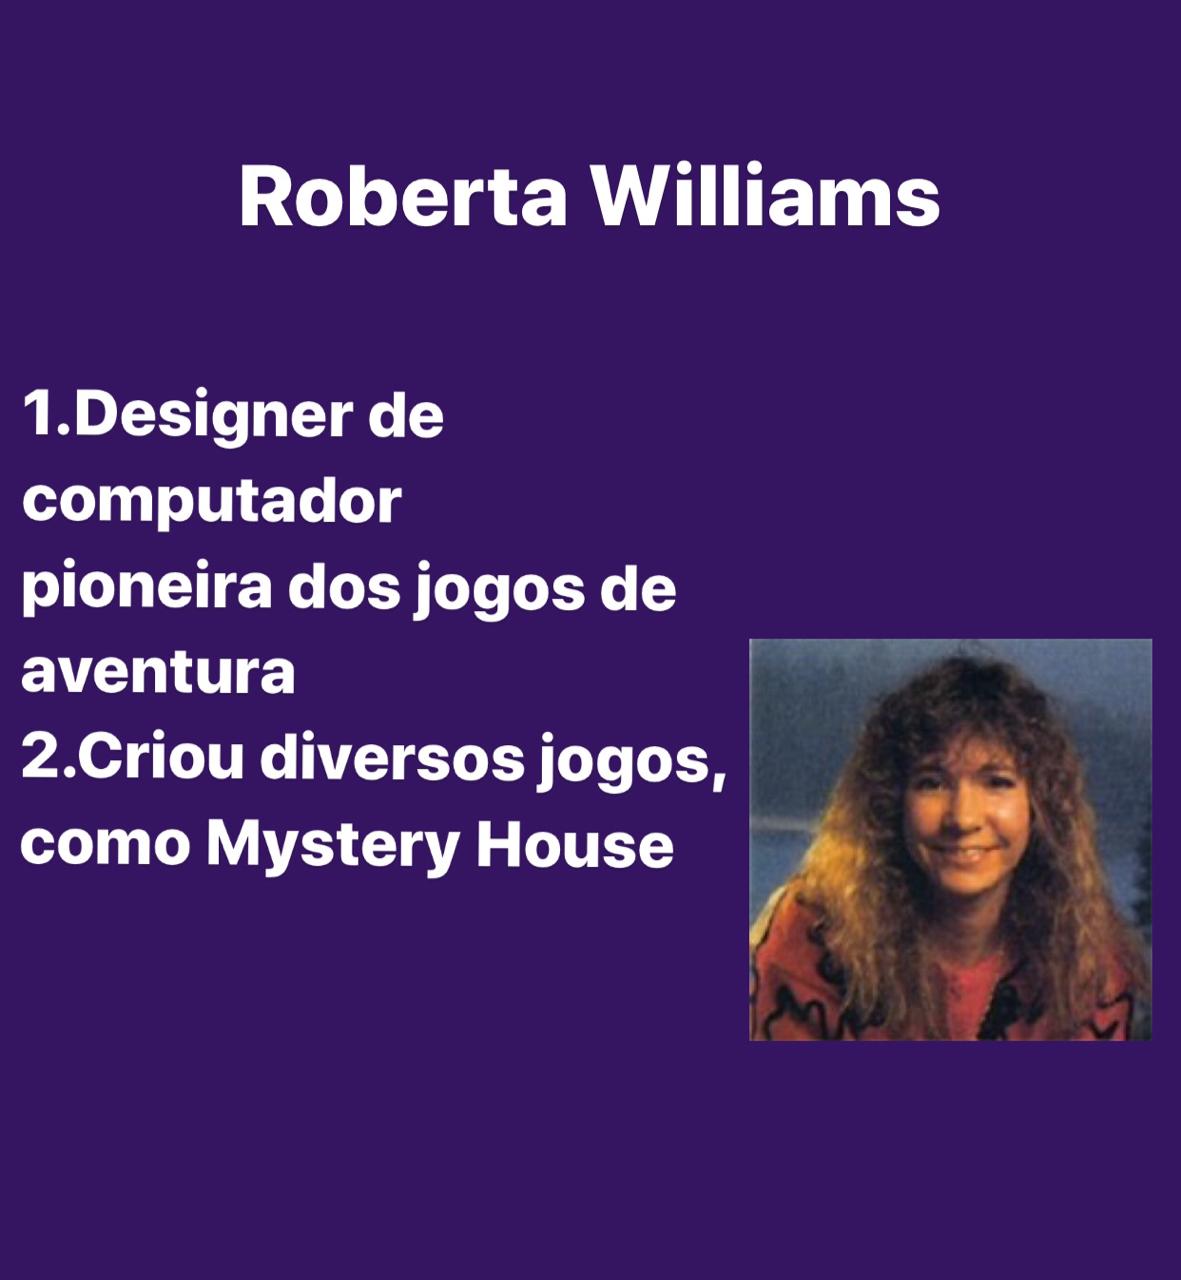 Roberta Williams
1.Designer de
computador
pioneira dos jogos de
aventura
2.Criou diversos jogos,
como Mystery House